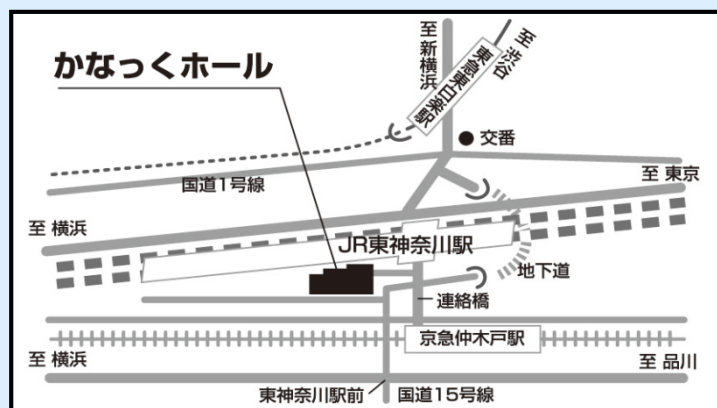 かなっくホール
至 新横浜
至 渋谷
東急東白楽駅
交番
国道1号線
至 東京
至 横浜
JR東神奈川駅
地下道
連絡橋
京急仲木戸駅
至 横浜
至 品川
東神奈川駅前
国道15号線